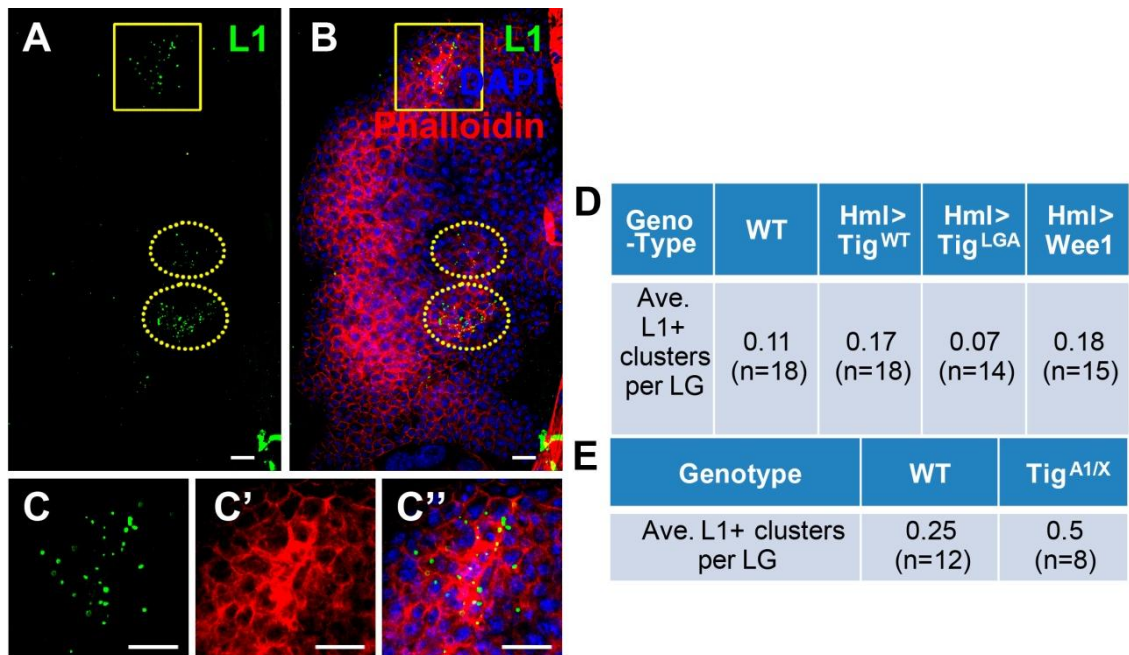 A
L1
B
L1
DAPI
Phalloidin
C
C’
C’’
D
Geno
-Type
WT
Hml>
Tig^WT
Hml>
Tig^LGA
Hml>
Wee1
Ave.
L1+
clusters
per LG
0.11
(n=18)
0.17
(n=18)
0.07
(n=14)
0.18
(n=15)
E
Genotype
WT
Tig^A1/X
Ave. L1+ clusters
per LG
0.25
(n=12)
0.5
(n=8)